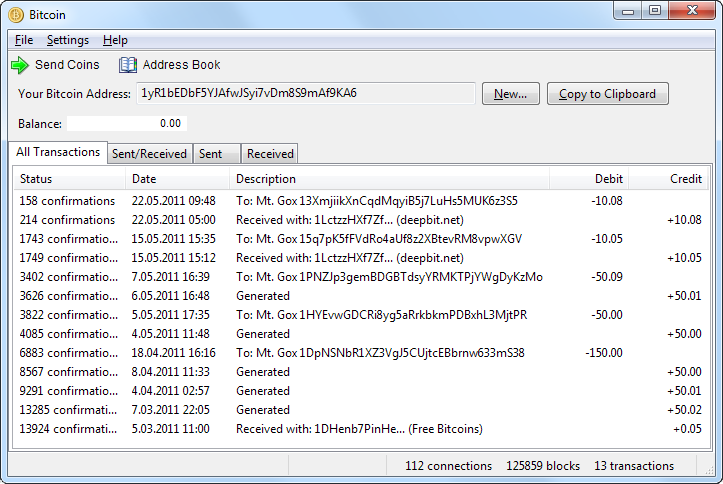 Bitcoin
File Settings Help
Send Coins Address Book
Your Bitcoin Address: 1yR1bEDbF5YJAfwJSyi7vDm8S9mAf9KA6 New... Copy to Clipboard
Balance: 0.00
All Transactions Sent/Received Sent Received
Status Date Description Debit Credit
158 confirmations 22.05.2011 09:48 To: Mt. Gox 13XmjiikXnCqdMqyiB5j7LuHs5MUK6z3S5 -10.08
214 confirmations 22.05.2011 05:00 Received with: 1LctzzHXf7Zf... (deepbit.net) +10.08
1743 confirmatio... 15.05.2011 15:35 To: Mt. Gox 15q7pK5fFVdRo4aUf8z2XBtevRM8vpwXGV -10.05
1749 confirmatio... 15.05.2011 15:12 Received with: 1LctzzHXf7Zf... (deepbit.net) +10.05
3402 confirmatio... 7.05.2011 16:39 To: Mt. Gox 1PNZJp3gemBDGBTdsyYRMKTPjYWgDyKzMo -50.09
3626 confirmatio... 6.05.2011 16:48 Generated +50.01
3822 confirmatio... 5.05.2011 17:35 To: Mt. Gox 1HYEvwGDCRi8yg5aRrkbkmPDBxhL3MjtPR -50.00
4085 confirmatio... 4.05.2011 11:48 Generated +50.00
6883 confirmatio... 18.04.2011 16:16 To: Mt. Gox 1DpNSNbR1XZ3VgJ5CUjtcEBbrnw633mS38 -150.00
8567 confirmatio... 8.04.2011 11:33 Generated +50.00
9291 confirmatio... 4.04.2011 02:57 Generated +50.01
13285 confirmati... 7.03.2011 22:05 Generated +50.02
13924 confirmati... 5.03.2011 11:00 Received with: 1DHenb7PinHe... (Free Bitcoins) +0.05
112 connections 125859 blocks 13 transactions